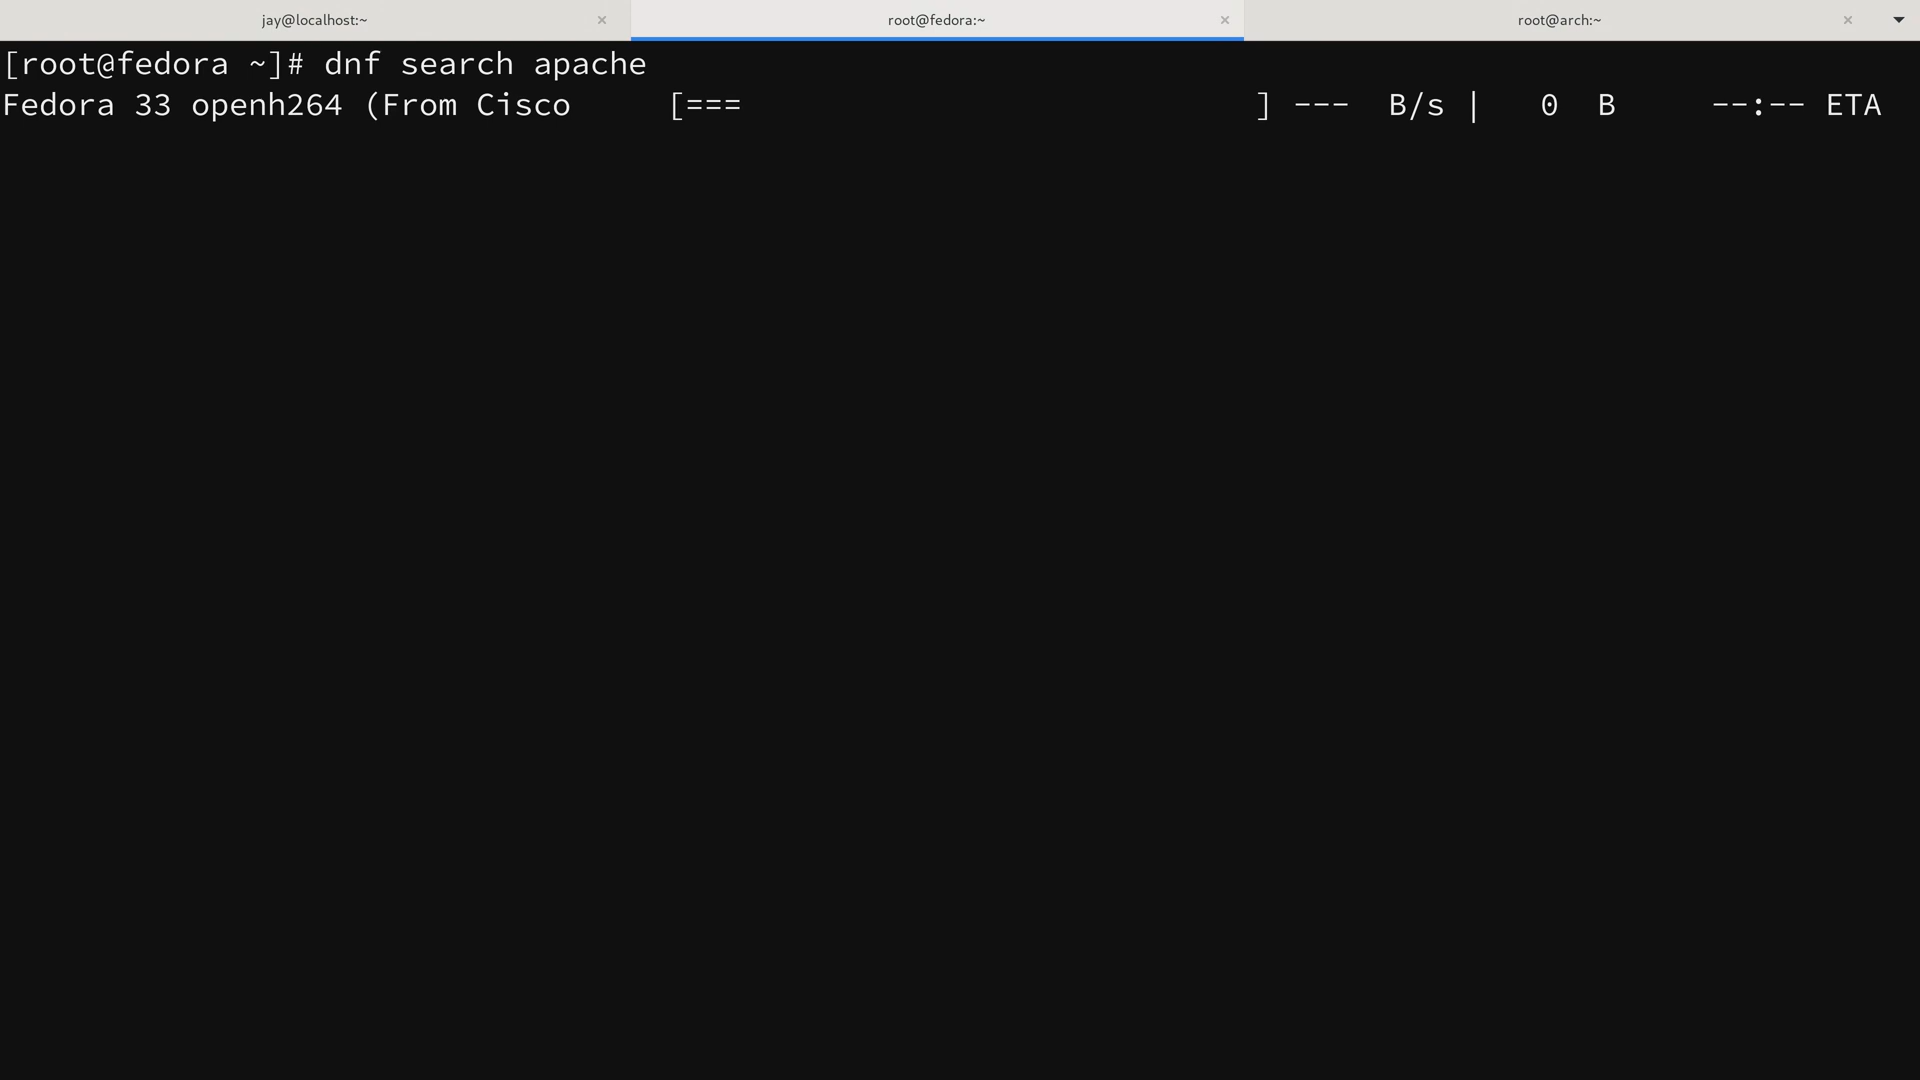 jay@localhost:~ × root@fedora:~ × root@arch:~ ×
[root@fedora ~]# dnf search apache
Fedora 33 openh264 (From Cisco     [===                           ] ---  B/s |   0  B     --:-- ETA